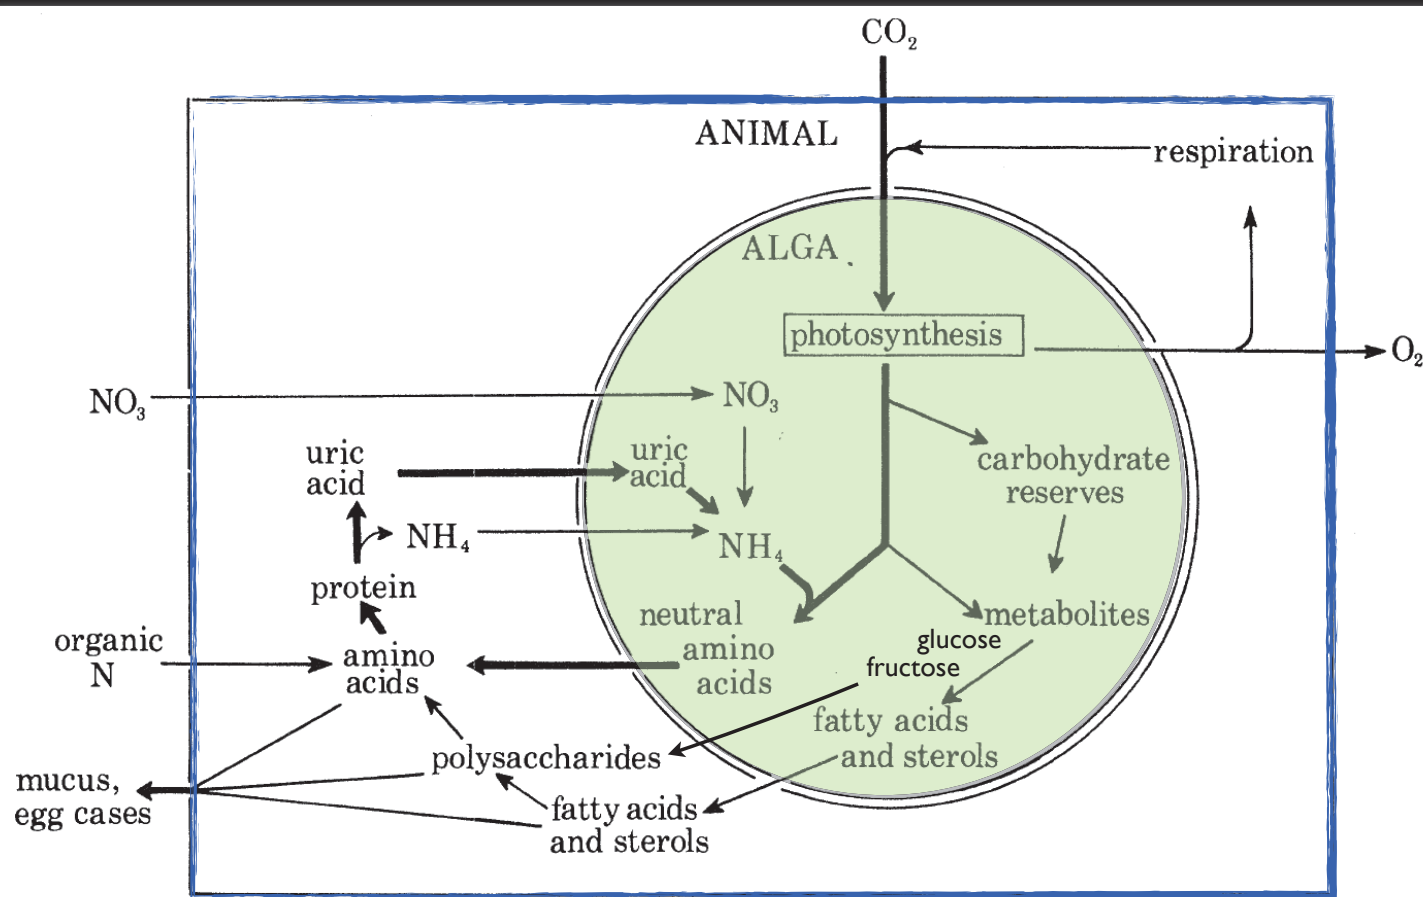 CO₂
ANIMAL
respiration
ALGA
photosynthesis
O₂
NO₃
NO₃
uric
acid
uric
acid
carbohydrate
reserves
NH₄
NH₄
protein
neutral
amino
acids
metabolites
glucose
fructose
organic
N
amino
acids
fatty acids
and sterols
polysaccharides
mucus,
egg cases
fatty acids
and sterols